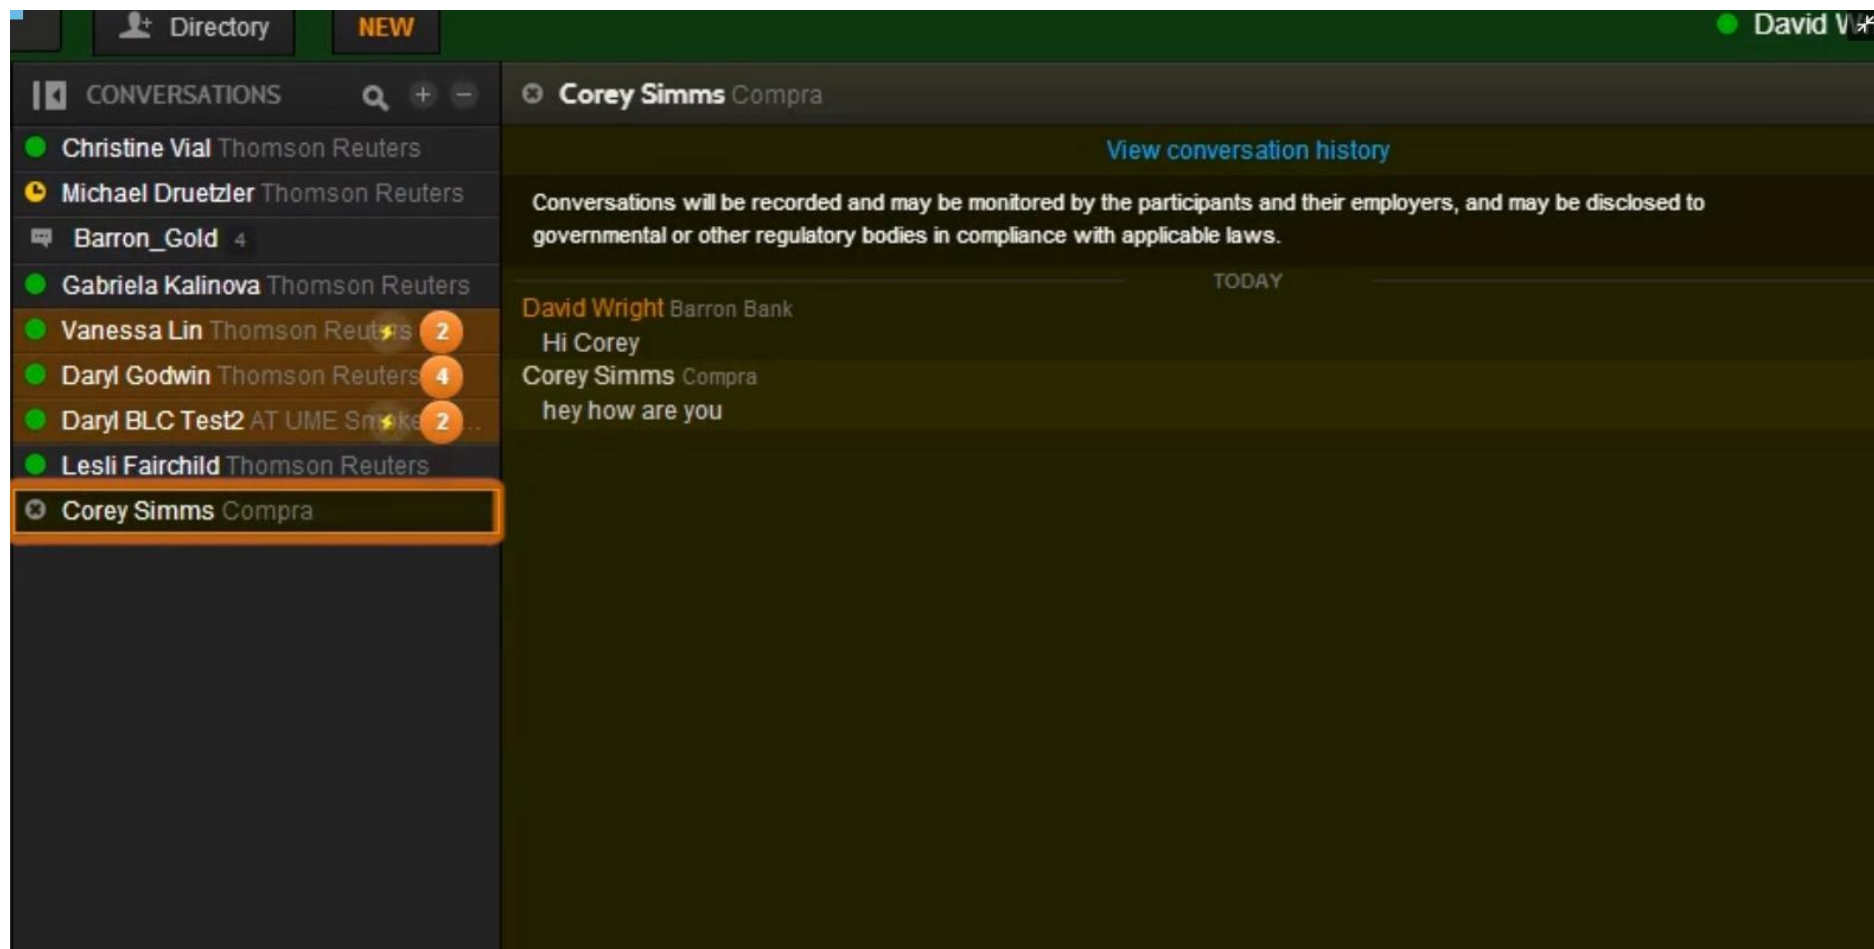 Directory
NEW
David
CONVERSATIONS
Corey Simms Compra
Christine Vial Thomson Reuters
Michael Druetzler Thomson Reuters
Barron_Gold 4
Gabriela Kalinova Thomson Reuters
Vanessa Lin Thomson Reuters 2
Daryl Godwin Thomson Reuters 4
Daryl BLC Test2 AT UME 2
Lesli Fairchild Thomson Reuters
Corey Simms Compra
View conversation history
Conversations will be recorded and may be monitored by the participants and their employers, and may be disclosed to
governmental or other regulatory bodies in compliance with applicable laws.
TODAY
David Wright Barron Bank
Hi Corey
Corey Simms Compra
hey how are you